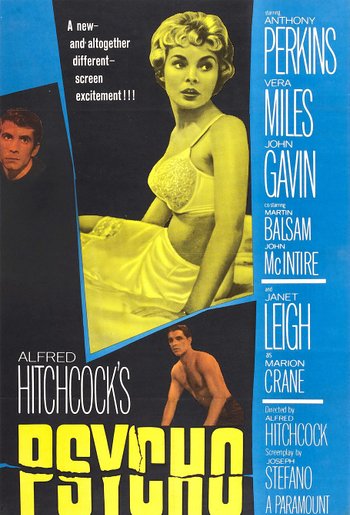 A new—
and altogether
different—
screen
excitement!!!
starring
ANTHONY
PERKINS
VERA
MILES
JOHN
GAVIN
co-starring
MARTIN
BALSAM
JOHN
McINTIRE
and
JANET
LEIGH
as
MARION
CRANE
Directed by
ALFRED
HITCHCOCK
Screenplay by
JOSEPH
STEFANO
A PARAMOUNT
ALFRED
HITCHCOCK'S
PSYCHO